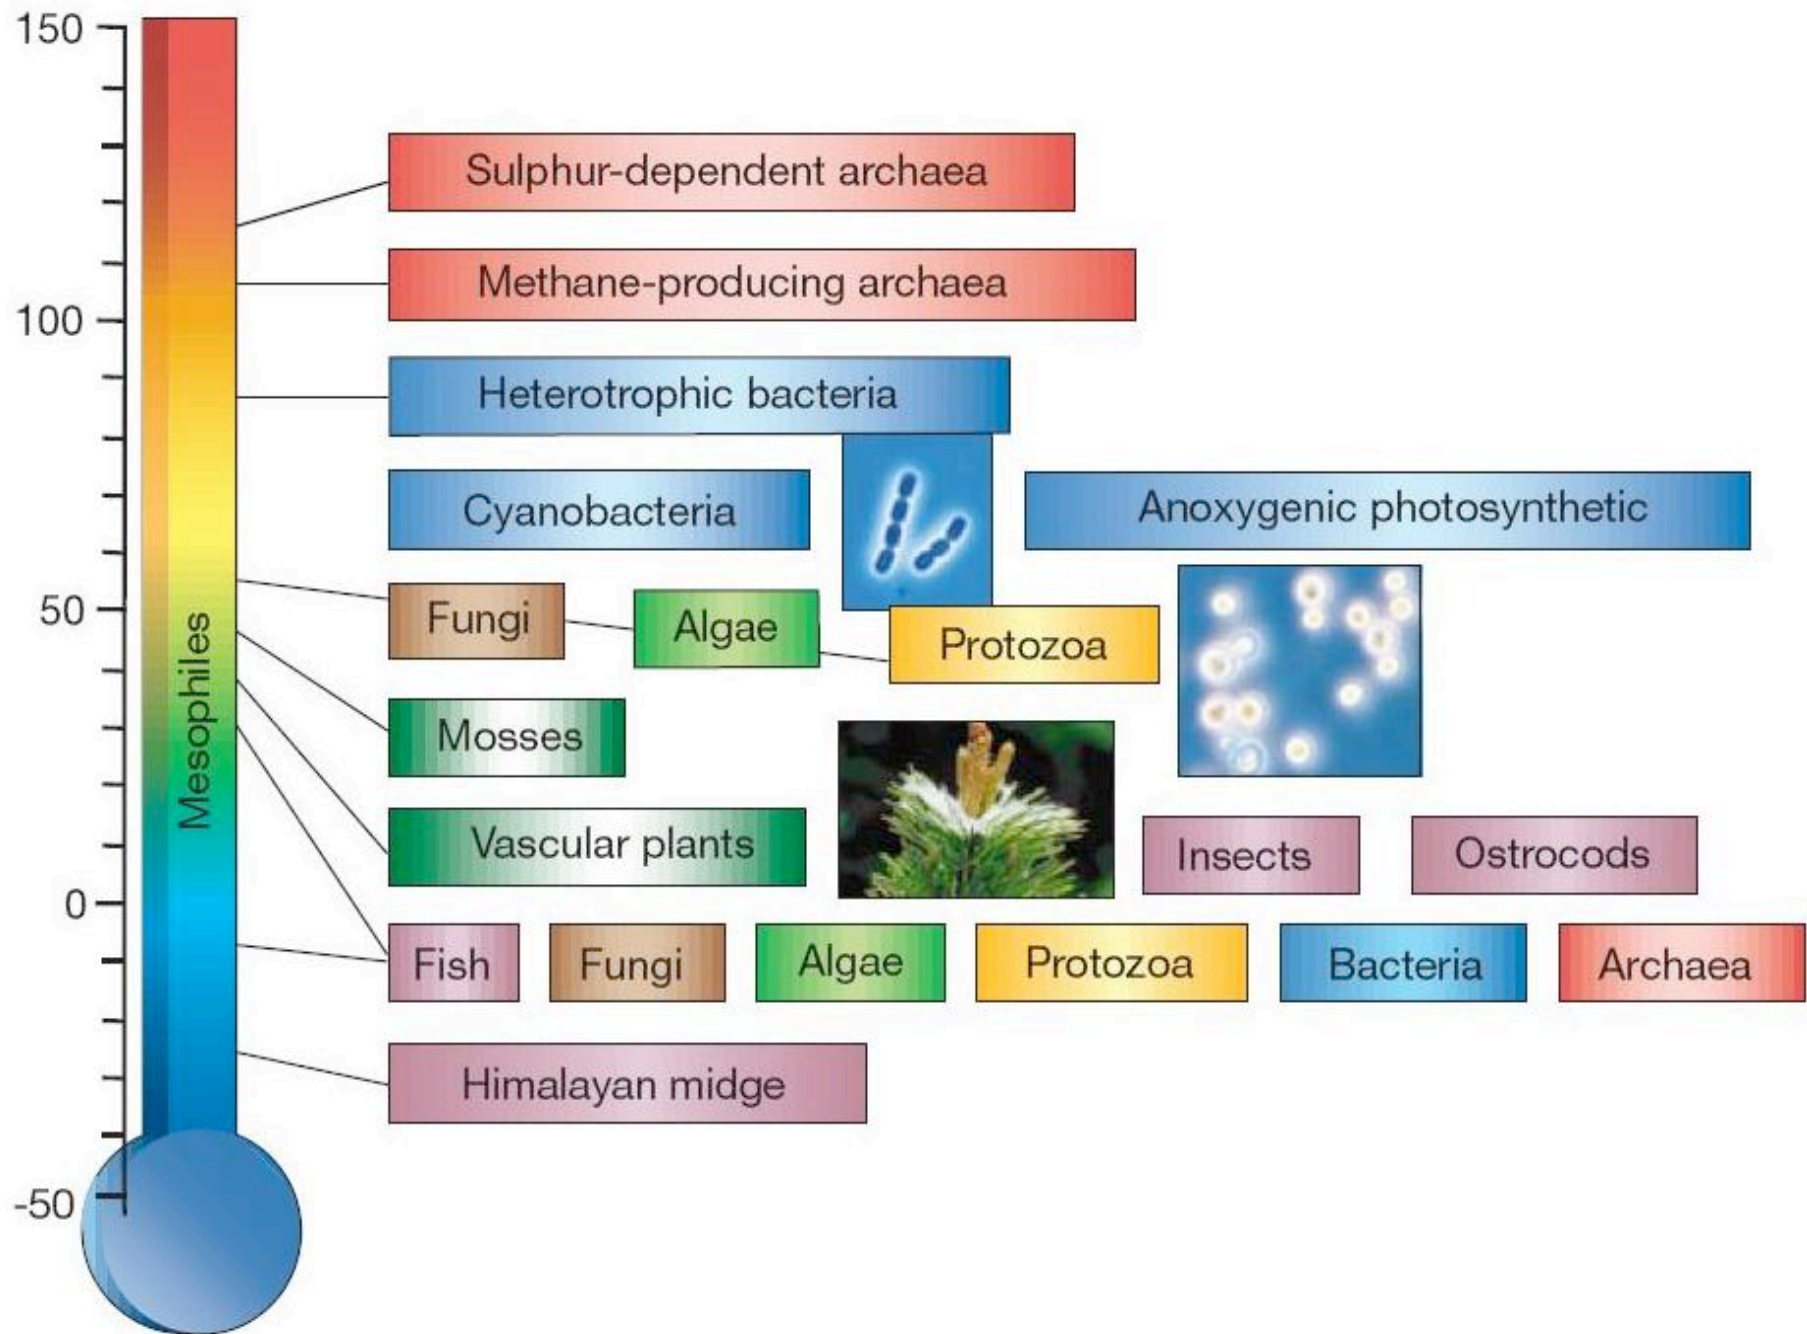 150
Sulphur-dependent archaea
Methane-producing archaea
100
Heterotrophic bacteria
Cyanobacteria
Anoxygenic photosynthetic
50
Fungi
Algae
Protozoa
Mesophiles
Mosses
Vascular plants
Insects
Ostrocods
0
Fish
Fungi
Algae
Protozoa
Bacteria
Archaea
Himalayan midge
-50